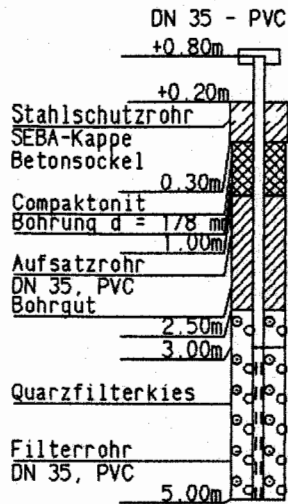 DN 35 - PVC
+0.80m
+0.20m
Stahlschutzrohr
SEBA-Kappe
Betonsockel
0.30m
Compaktonit
Bohrung d = 178 mm
1.00m
Aufsatzrohr
DN 35, PVC
Bohrgut
2.50m
3.00m
Quarzfilterkies
Filterrohr
DN 35, PVC
5.00m